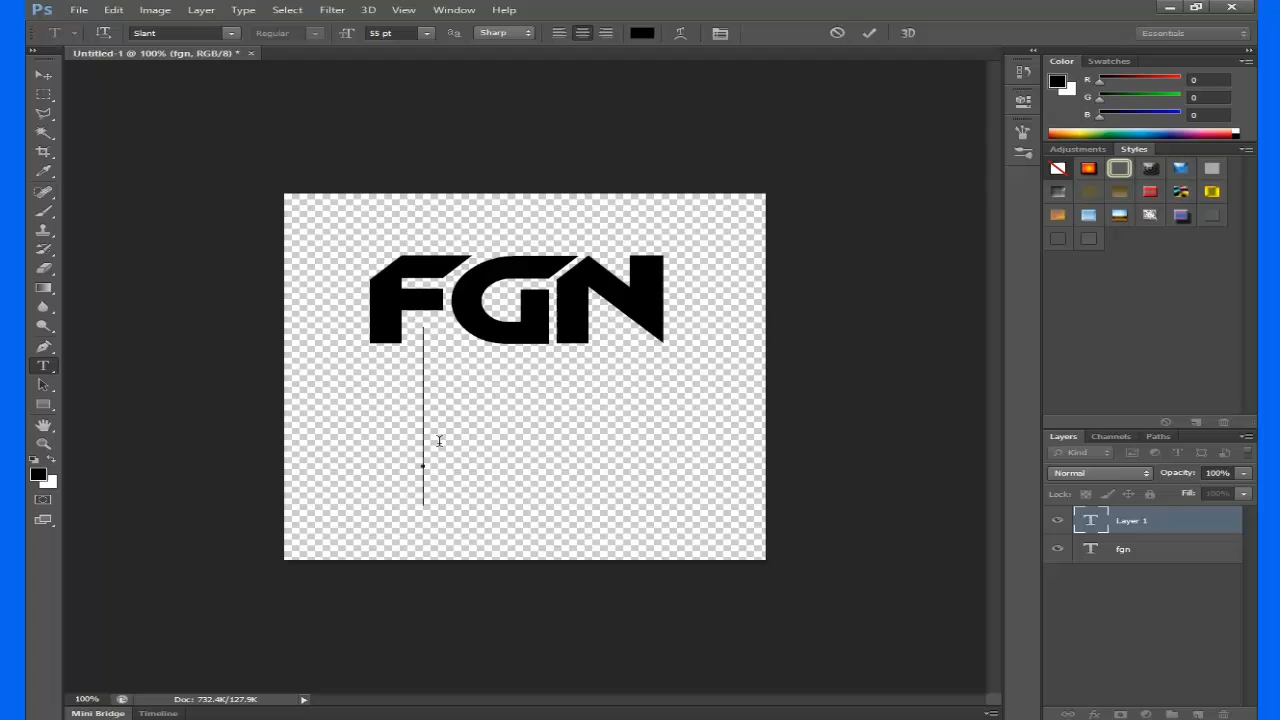 Ps File Edit Image Layer Type Select Filter 3D View Window Help
T Slant Regular 55 pt Sharp 3D Essentials
Untitled-1 @ 100% (fgn, RGB/8) * ×
Color Swatches
R 0
G 0
B 0
Adjustments Styles
FGN
Layers Channels Paths
Kind
Normal Opacity: 100%
Lock: Fill: 100%
T Layer 1
T fgn
100% Doc: 732.4K/127.9K
Mini Bridge Timeline